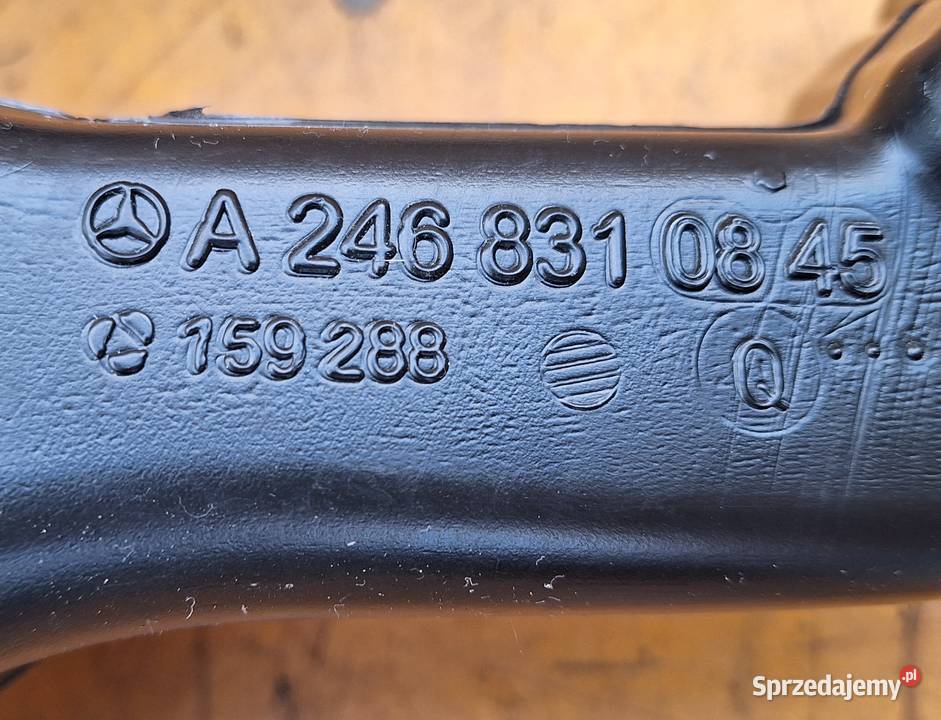 A 246 831 08 45
159 288
Q
Sprzedajemy.pl